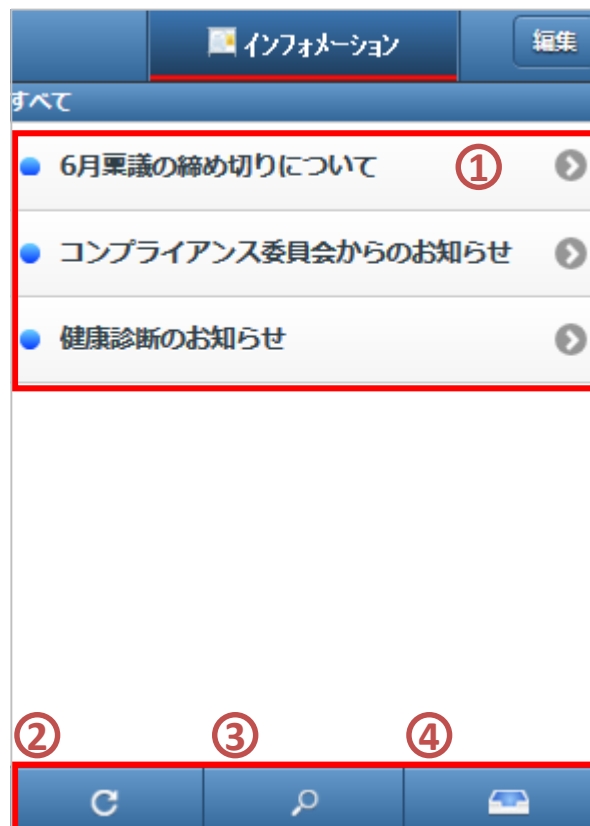 インフォメーション
編集
すべて
6月稟議の締め切りについて ①
コンプライアンス委員会からのお知らせ
健康診断のお知らせ
② ③ ④